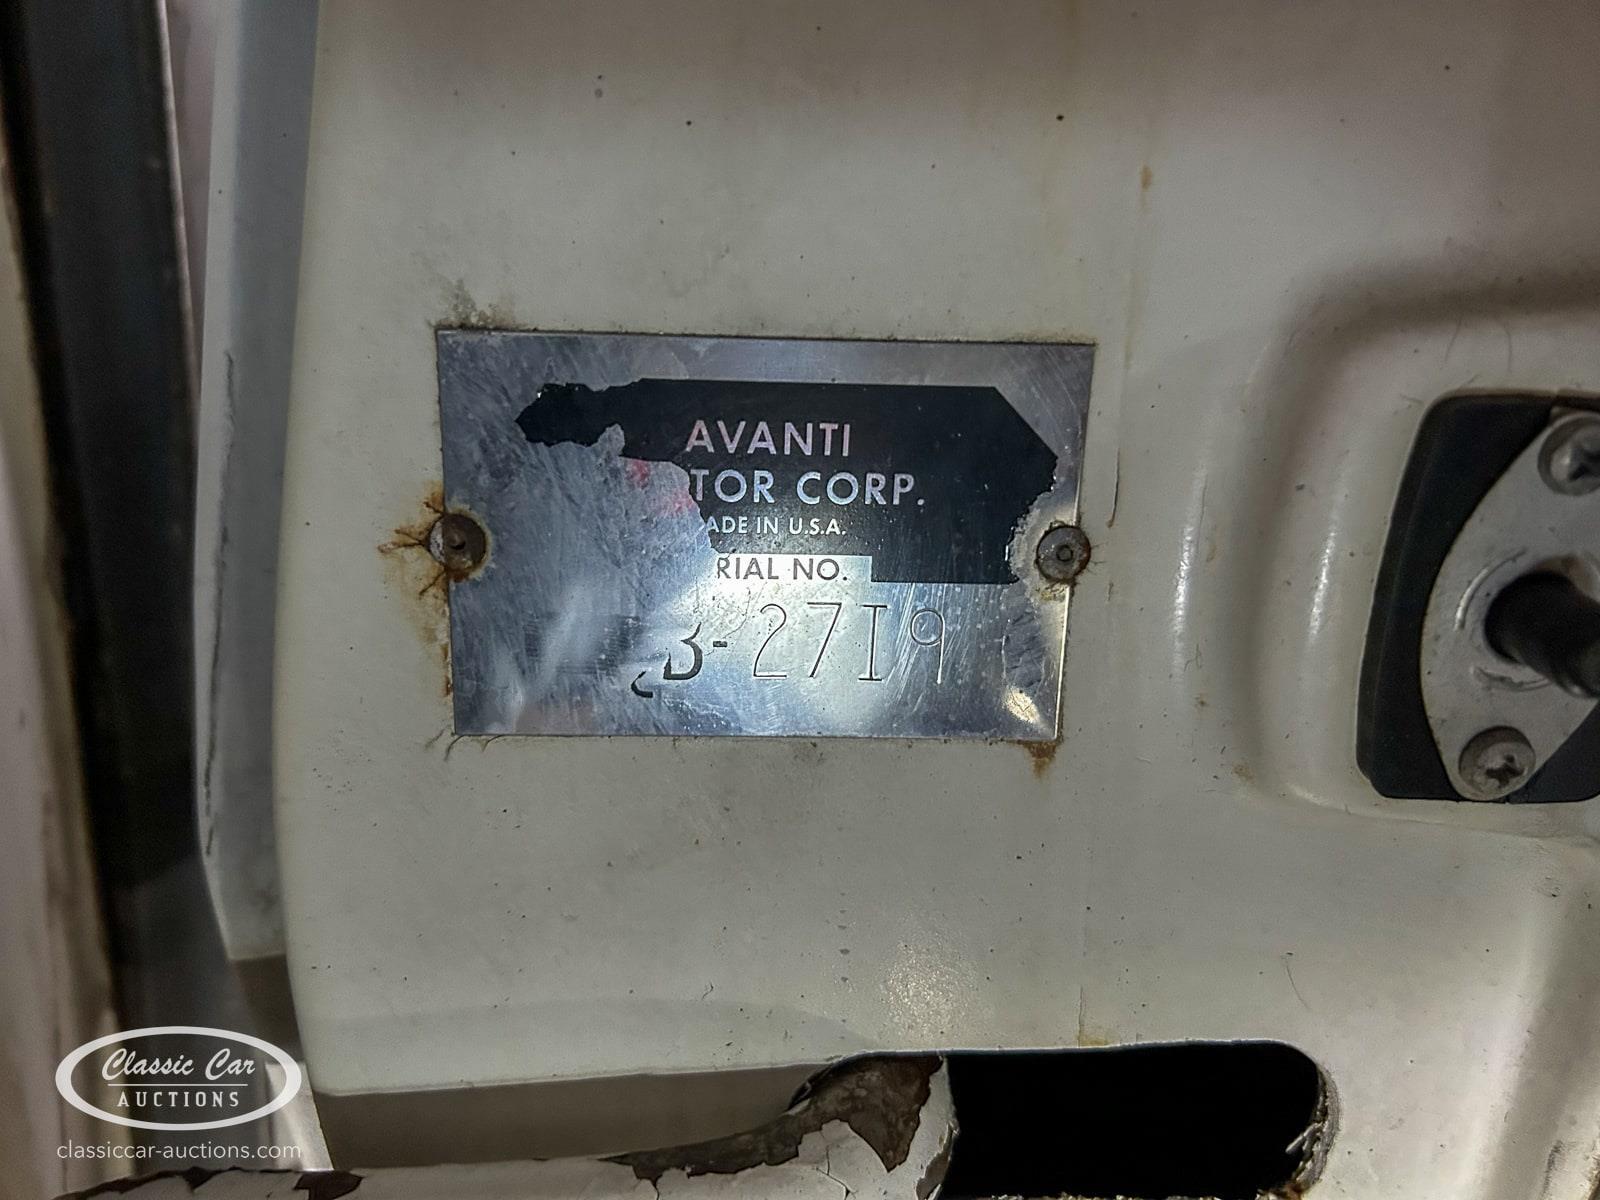 AVANTI
TOR CORP.
ADE IN U.S.A.
RIAL NO.
B-27I9
Classic Car
AUCTIONS
classiccar-auctions.com